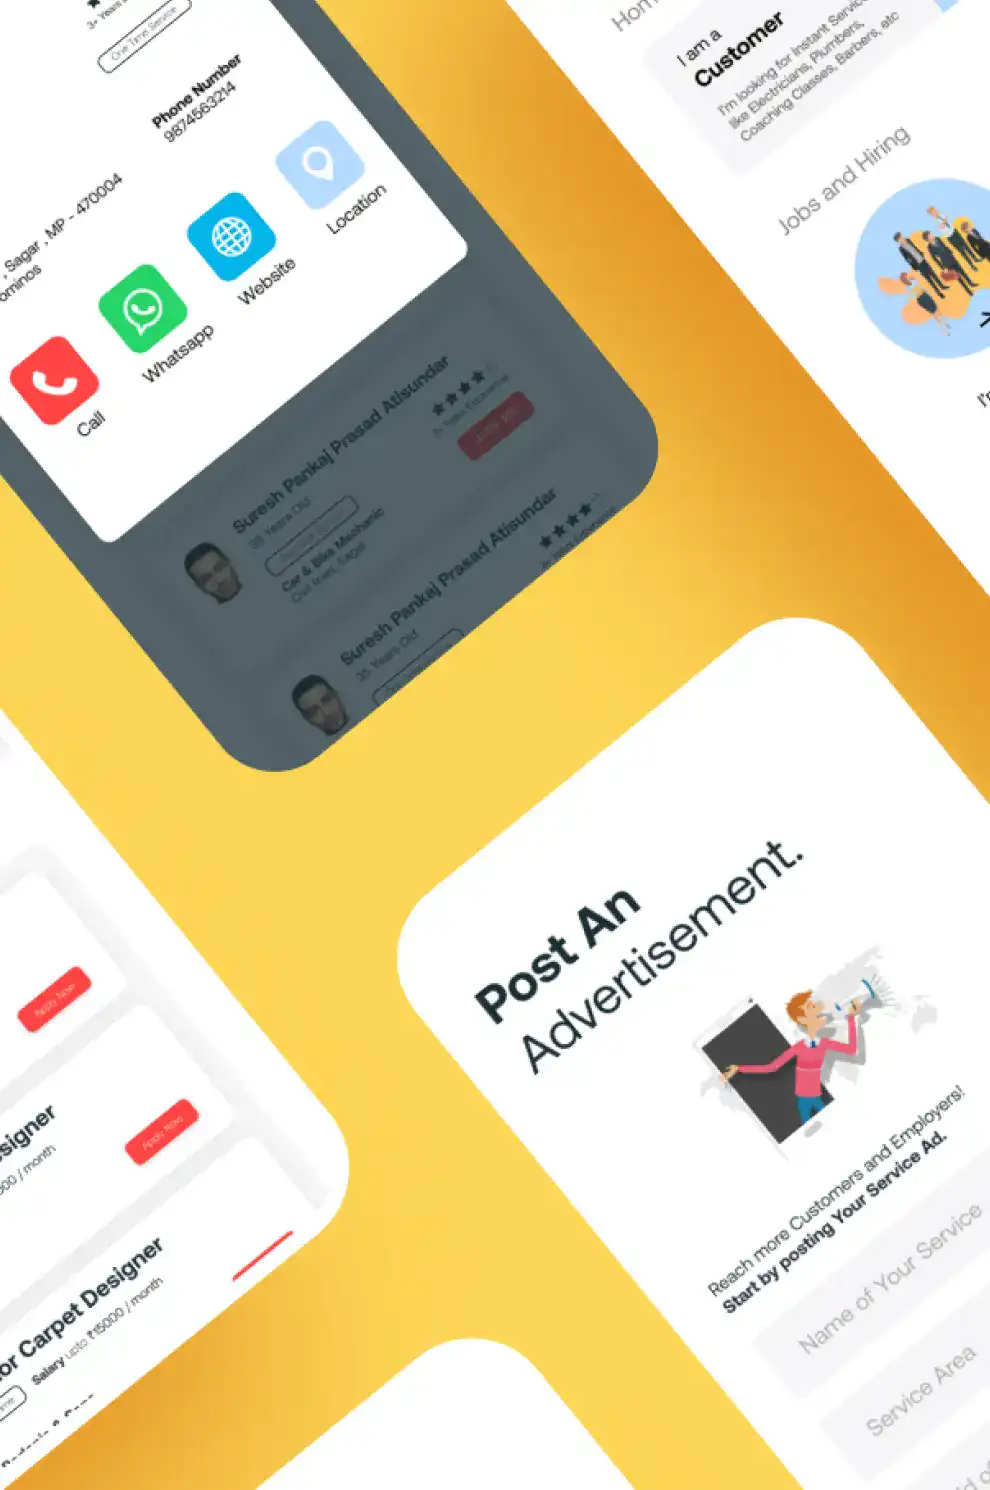 3+ Years
One Time Service
Phone Number
9874563214
, Sagar , MP - 470004
ominos
Call
Whatsapp
Website
Location
Suresh Pankaj Prasad Atisundar
35 Years Old
Car & Bike Mechanic
Civil lines, Sagar
Suresh Pankaj Prasad Atisundar
35 Years Old
Hom
I am a
Customer
I'm looking for Instant Servic
like Electricians, Plumbers,
Coaching Classes, Barbers, etc
Jobs and Hiring
I'
Apply Now
signer
000 / month
Apply Now
or Carpet Designer
Salary upto ₹15000 / month
Post An
Advertisement.
Reach more Customers and Employers!
Start by posting Your Service Ad.
Name of Your Service
Service Area
ld of